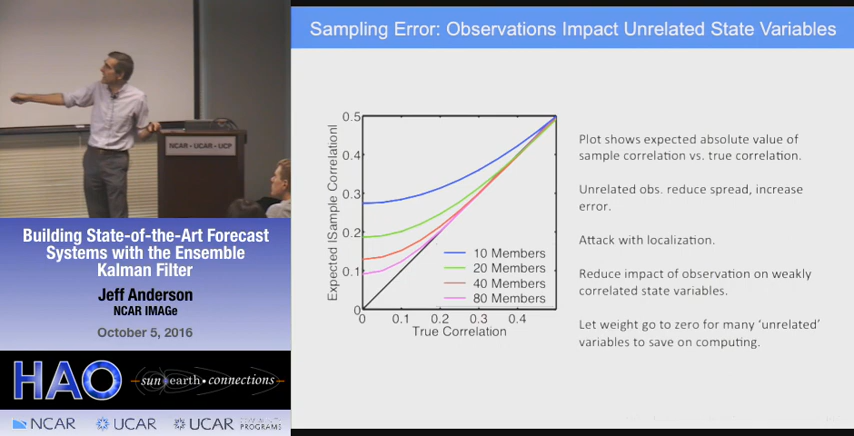 Sampling Error: Observations Impact Unrelated State Variables
NCAR • UCAR • UCP
Building State-of-the-Art Forecast
Systems with the Ensemble
Kalman Filter
Jeff Anderson
NCAR IMAGe
October 5, 2016
HAO
sun earth • connections
NCAR
UCAR
UCAR
PROGRAMS
Expected |Sample Correlation|
0.5
0.4
0.3
0.2
0.1
0
10 Members
20 Members
40 Members
80 Members
0 0.1 0.2 0.3 0.4
True Correlation
Plot shows expected absolute value of
sample correlation vs. true correlation.
Unrelated obs. reduce spread, increase
error.
Attack with localization.
Reduce impact of observation on weakly
correlated state variables.
Let weight go to zero for many ‘unrelated’
variables to save on computing.